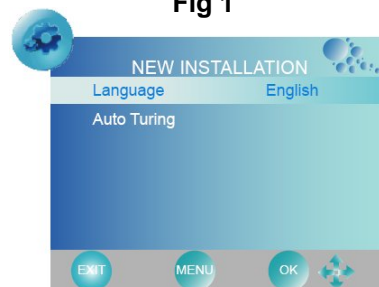 Fig 1
NEW INSTALLATION
Language English
Auto Turing
EXIT MENU OK